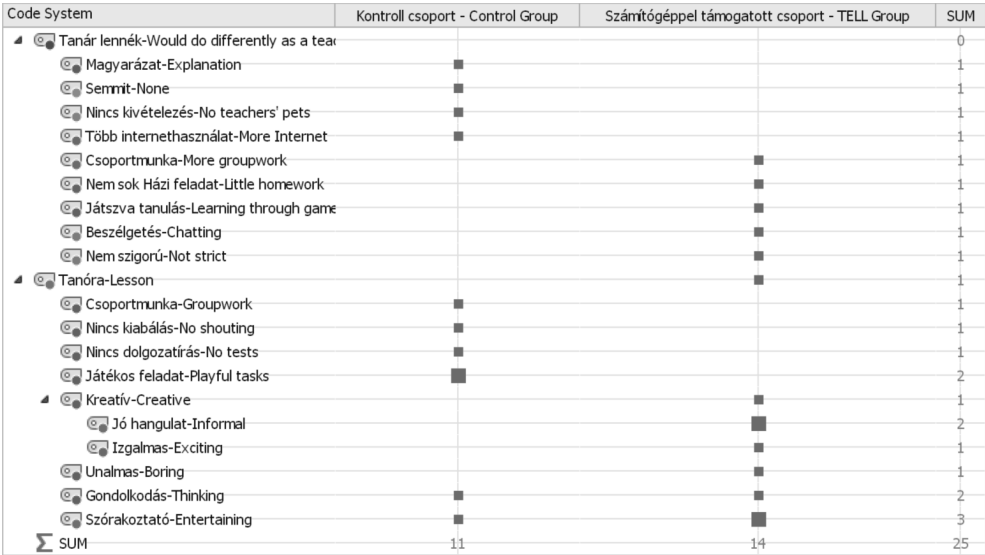 Code System Kontroll csoport - Control Group Számítógéppel támogatott csoport - TELL Group SUM
Tanár lennék-Would do differently as a tead 0
Magyarázat-Explanation 1
Semmit-None 1
Nincs kivételezés-No teachers' pets 1
Több internethasználat-More Internet 1
Csoportmunka-More groupwork 1
Nem sok Házi feladat-Little homework 1
Játszva tanulás-Learning through game 1
Beszélgetés-Chatting 1
Nem szigorú-Not strict 1
Tanóra-Lesson 1
Csoportmunka-Groupwork 1
Nincs kiabálás-No shouting 1
Nincs dolgozatírás-No tests 1
Játékos feladat-Playful tasks 2
Kreatív-Creative 1
Jó hangulat-Informal 2
Izgalmas-Exciting 1
Unalmas-Boring 1
Gondolkodás-Thinking 2
Szórakoztató-Entertaining 3
Σ SUM 11 14 25